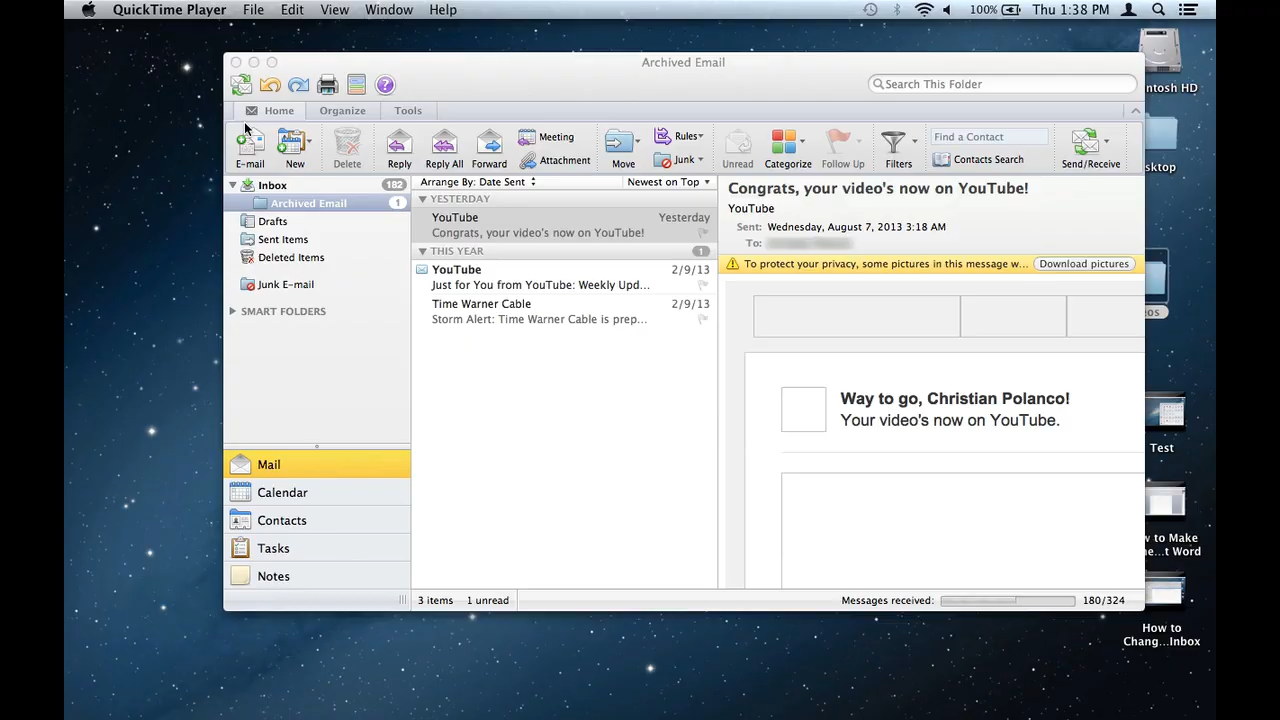 QuickTime Player File Edit View Window Help 100% Thu 1:38 PM
Archived Email
Search This Folder
Home Organize Tools
E-mail New Delete Reply Reply All Forward Meeting Attachment Move Rules Junk Unread Categorize Follow Up Filters Find a Contact Contacts Search Send/Receive
Inbox 182
Archived Email 1
Drafts
Sent Items
Deleted Items
Junk E-mail
SMART FOLDERS
Mail
Calendar
Contacts
Tasks
Notes
Arrange By: Date Sent Newest on Top
YESTERDAY
YouTube Yesterday
Congrats, your video's now on YouTube!
THIS YEAR 1
YouTube 2/9/13
Just for You from YouTube: Weekly Upd...
Time Warner Cable 2/9/13
Storm Alert: Time Warner Cable is prep...
Congrats, your video's now on YouTube!
YouTube
Sent: Wednesday, August 7, 2013 3:18 AM
To:
To protect your privacy, some pictures in this message w... Download pictures
Way to go, Christian Polanco!
Your video's now on YouTube.
3 items 1 unread
Messages received: 180/324
ntosh HD
sktop
os
Test
w to Make
ne...t Word
How to
Chang...Inbox